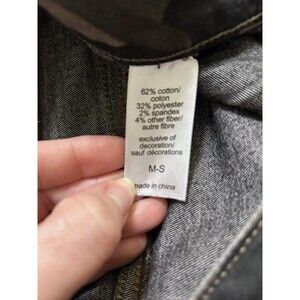 62% cotton/
coton
32% polyester
2% spandex
4% other fiber/
autre fibre
exclusive of
decoration/
sauf décorations
M-S
made in china